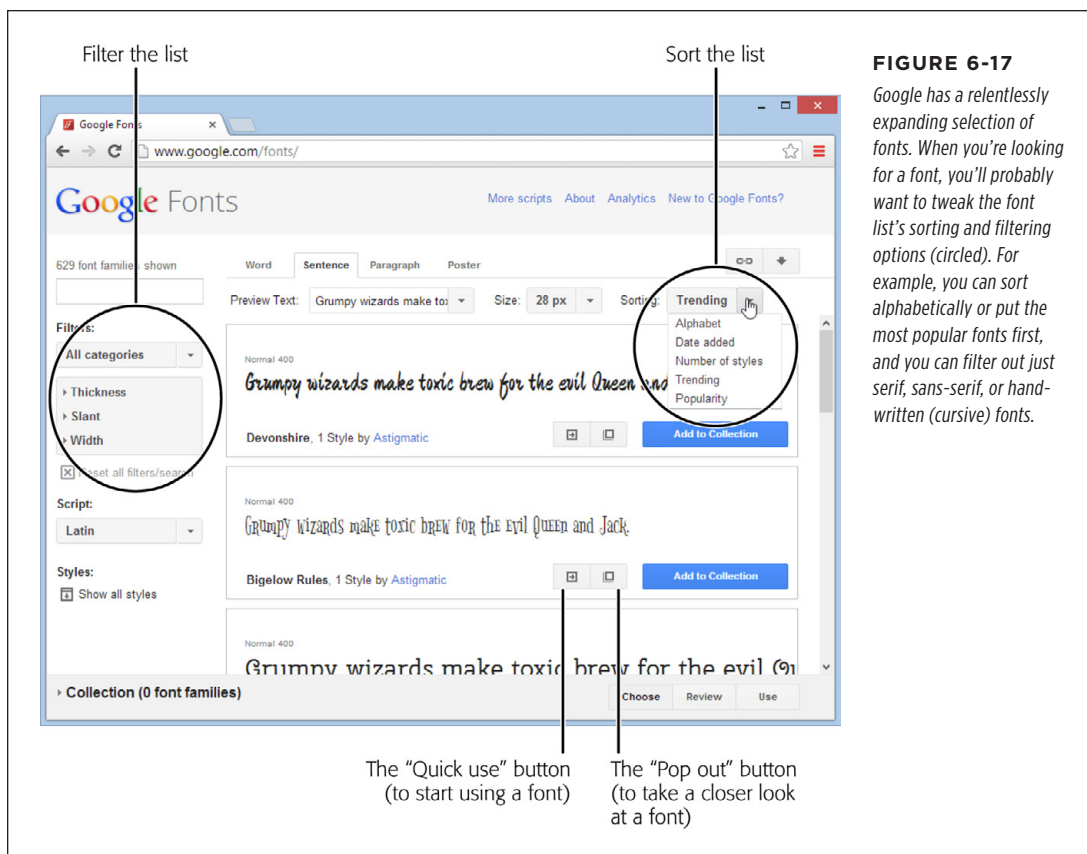 Filter the list
Sort the list
FIGURE 6-17
Google has a relentlessly
expanding selection of
fonts. When you're looking
for a font, you'll probably
want to tweak the font
list's sorting and filtering
options (circled). For
example, you can sort
alphabetically or put the
most popular fonts first,
and you can filter out just
serif, sans-serif, or hand-
written (cursive) fonts.
Google Fonts
www.google.com/fonts/
Google Fonts
More scripts About Analytics New to Google Fonts?
629 font families shown
Word Sentence Paragraph Poster
Preview Text: Grumpy wizards make to Size: 28 px Sorting: Trending
Alphabet
Date added
Number of styles
Trending
Popularity
Filters:
All categories
Thickness
Slant
Width
Reset all filters/search
Script:
Latin
Styles:
Show all styles
Normal 400
Grumpy wizards make toxic brew for the evil Queen and
Devonshire, 1 Style by Astigmatic
Add to Collection
Normal 400
Grumpy wizards make toxic brew for the evil Queen and Jack.
Bigelow Rules, 1 Style by Astigmatic
Add to Collection
Normal 400
Grumpy wizards make toxic brew for the evil
Collection (0 font families)
Choose Review Use
The "Quick use" button
(to start using a font)
The "Pop out" button
(to take a closer look
at a font)